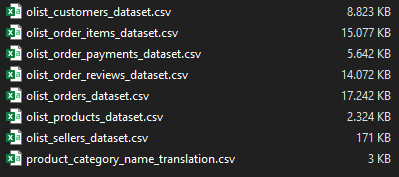 olist_customers_dataset.csv 8.823 KB
olist_order_items_dataset.csv 15.077 KB
olist_order_payments_dataset.csv 5.642 KB
olist_order_reviews_dataset.csv 14.072 KB
olist_orders_dataset.csv 17.242 KB
olist_products_dataset.csv 2.324 KB
olist_sellers_dataset.csv 171 KB
product_category_name_translation.csv 3 KB